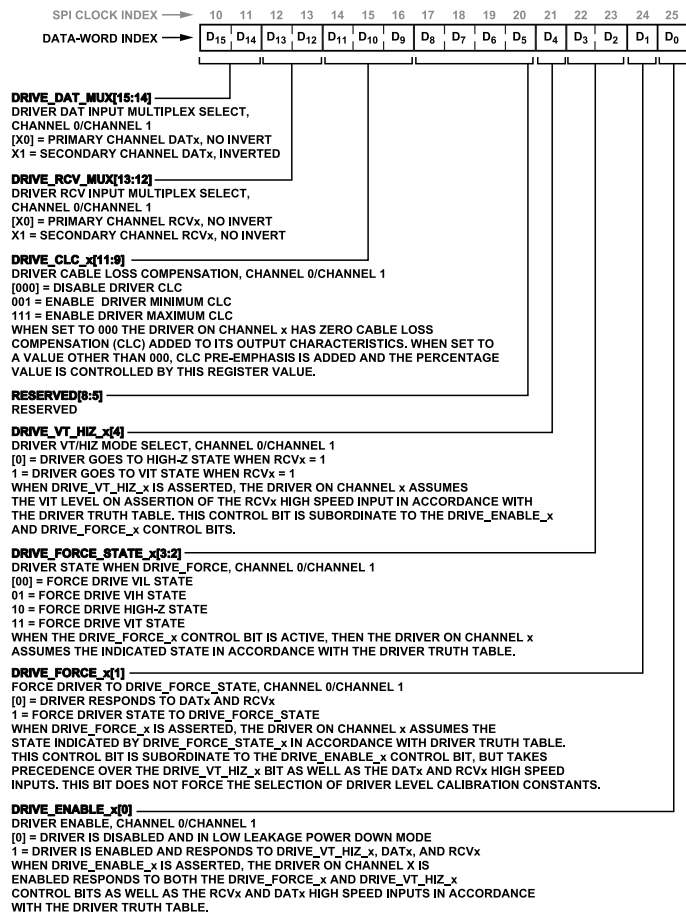 SPI CLOCK INDEX 10 11 12 13 14 15 16 17 18 19 20 21 22 23 24 25
DATA-WORD INDEX D15 D14 D13 D12 D11 D10 D9 D8 D7 D6 D5 D4 D3 D2 D1 D0
DRIVE_DAT_MUX[15:14]
DRIVER DAT INPUT MULTIPLEX SELECT,
CHANNEL 0/CHANNEL 1
[X0] = PRIMARY CHANNEL DATx, NO INVERT
X1 = SECONDARY CHANNEL DATx, INVERTED
DRIVE_RCV_MUX[13:12]
DRIVER RCV INPUT MULTIPLEX SELECT,
CHANNEL 0/CHANNEL 1
[X0] = PRIMARY CHANNEL RCVx, NO INVERT
X1 = SECONDARY CHANNEL RCVx, NO INVERT
DRIVE_CLC_x[11:9]
DRIVER CABLE LOSS COMPENSATION, CHANNEL 0/CHANNEL 1
[000] = DISABLE DRIVER CLC
001 = ENABLE DRIVER MINIMUM CLC
111 = ENABLE DRIVER MAXIMUM CLC
WHEN SET TO 000 THE DRIVER ON CHANNEL x HAS ZERO CABLE LOSS
COMPENSATION (CLC) ADDED TO ITS OUTPUT CHARACTERISTICS. WHEN SET TO
A VALUE OTHER THAN 000, CLC PRE-EMPHASIS IS ADDED AND THE PERCENTAGE
VALUE IS CONTROLLED BY THIS REGISTER VALUE.
RESERVED[8:5]
RESERVED
DRIVE_VT_HIZ_x[4]
DRIVER VT/HIZ MODE SELECT, CHANNEL 0/CHANNEL 1
[0] = DRIVER GOES TO HIGH-Z STATE WHEN RCVx = 1
1 = DRIVER GOES TO VIT STATE WHEN RCVx = 1
WHEN DRIVE_VT_HIZ_x IS ASSERTED, THE DRIVER ON CHANNEL x ASSUMES
THE VIT LEVEL ON ASSERTION OF THE RCVx HIGH SPEED INPUT IN ACCORDANCE WITH
THE DRIVER TRUTH TABLE. THIS CONTROL BIT IS SUBORDINATE TO THE DRIVE_ENABLE_x
AND DRIVE_FORCE_x CONTROL BITS.
DRIVE_FORCE_STATE_x[3:2]
DRIVER STATE WHEN DRIVE_FORCE, CHANNEL 0/CHANNEL 1
[00] = FORCE DRIVE VIL STATE
01 = FORCE DRIVE VIH STATE
10 = FORCE DRIVE HIGH-Z STATE
11 = FORCE DRIVE VIT STATE
WHEN THE DRIVE_FORCE_x CONTROL BIT IS ACTIVE, THEN THE DRIVER ON CHANNEL x
ASSUMES THE INDICATED STATE IN ACCORDANCE WITH THE DRIVER TRUTH TABLE.
DRIVE_FORCE_x[1]
FORCE DRIVER TO DRIVE_FORCE_STATE, CHANNEL 0/CHANNEL 1
[0] = DRIVER RESPONDS TO DATx AND RCVx
1 = FORCE DRIVER STATE TO DRIVE_FORCE_STATE
WHEN DRIVE_FORCE_x IS ASSERTED, THE DRIVER ON CHANNEL x ASSUMES THE
STATE INDICATED BY DRIVE_FORCE_STATE_x IN ACCORDANCE WITH DRIVER TRUTH TABLE.
THIS CONTROL BIT IS SUBORDINATE TO THE DRIVE_ENABLE_x CONTROL BIT, BUT TAKES
PRECEDENCE OVER THE DRIVE_VT_HIZ_x BIT AS WELL AS THE DATx AND RCVx HIGH SPEED
INPUTS. THIS BIT DOES NOT FORCE THE SELECTION OF DRIVER LEVEL CALIBRATION CONSTANTS.
DRIVE_ENABLE_x[0]
DRIVER ENABLE, CHANNEL 0/CHANNEL 1
[0] = DRIVER IS DISABLED AND IN LOW LEAKAGE POWER DOWN MODE
1 = DRIVER IS ENABLED AND RESPONDS TO DRIVE_VT_HIZ_x, DATx, AND RCVx
WHEN DRIVE_ENABLE_x IS ASSERTED, THE DRIVER ON CHANNEL X IS
ENABLED RESPONDS TO BOTH THE DRIVE_FORCE_x AND DRIVE_VT_HIZ_x
CONTROL BITS AS WELL AS THE RCVx AND DATx HIGH SPEED INPUTS IN ACCORDANCE
WITH THE DRIVER TRUTH TABLE.